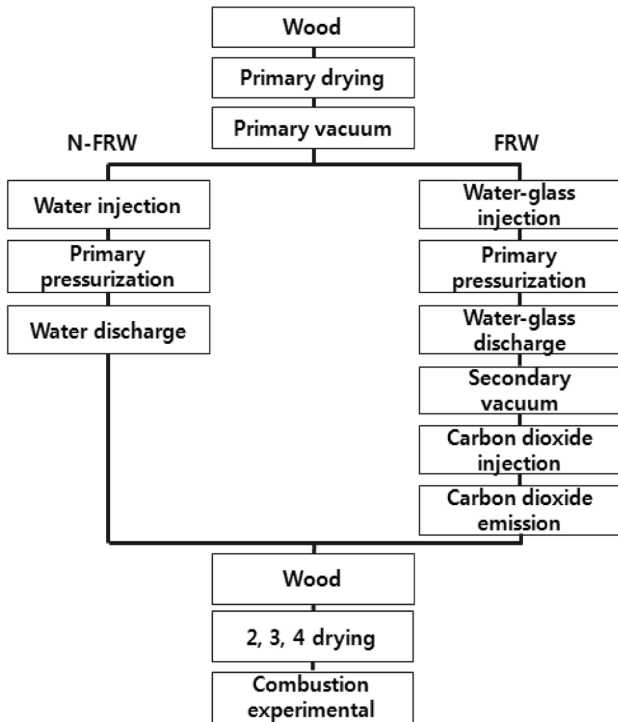 Wood
Primary drying
Primary vacuum
N-FRW
FRW
Water injection
Primary
pressurization
Water discharge
Water-glass
injection
Primary
pressurization
Water-glass
discharge
Secondary
vacuum
Carbon dioxide
injection
Carbon dioxide
emission
Wood
2, 3, 4 drying
Combustion
experimental